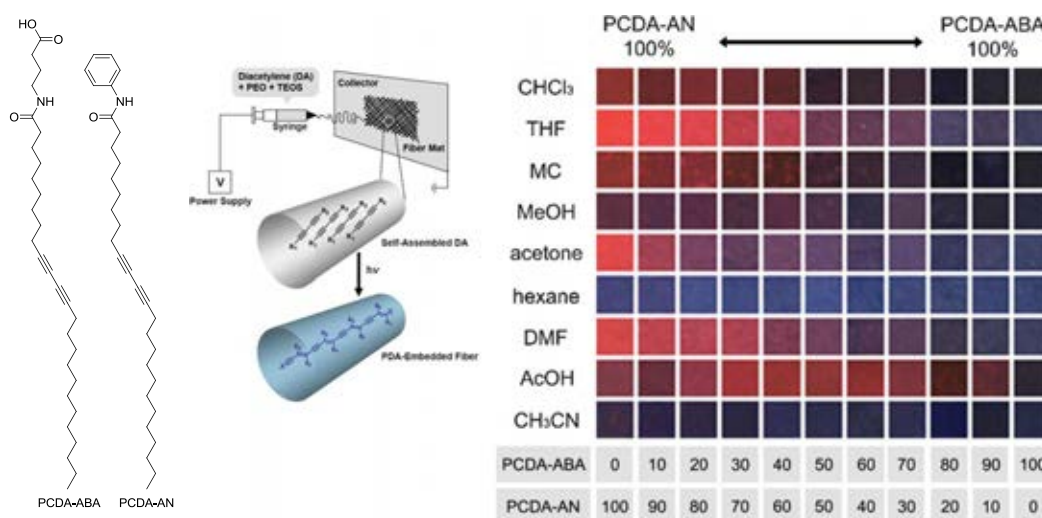 HO
O
NH
O
PCDA-ABA
NH
O
PCDA-AN
Diacetylene (DA)
+ PEO + TEOS
Collector
Syringe
Fiber Mat
V
Power Supply
Self-Assembled DA
hν
PDA-Embedded Fiber
PCDA-AN
100%
PCDA-ABA
100%
CHCl₃
THF
MC
MeOH
acetone
hexane
DMF
AcOH
CH₃CN
PCDA-ABA 0 10 20 30 40 50 60 70 80 90 100
PCDA-AN 100 90 80 70 60 50 40 30 20 10 0